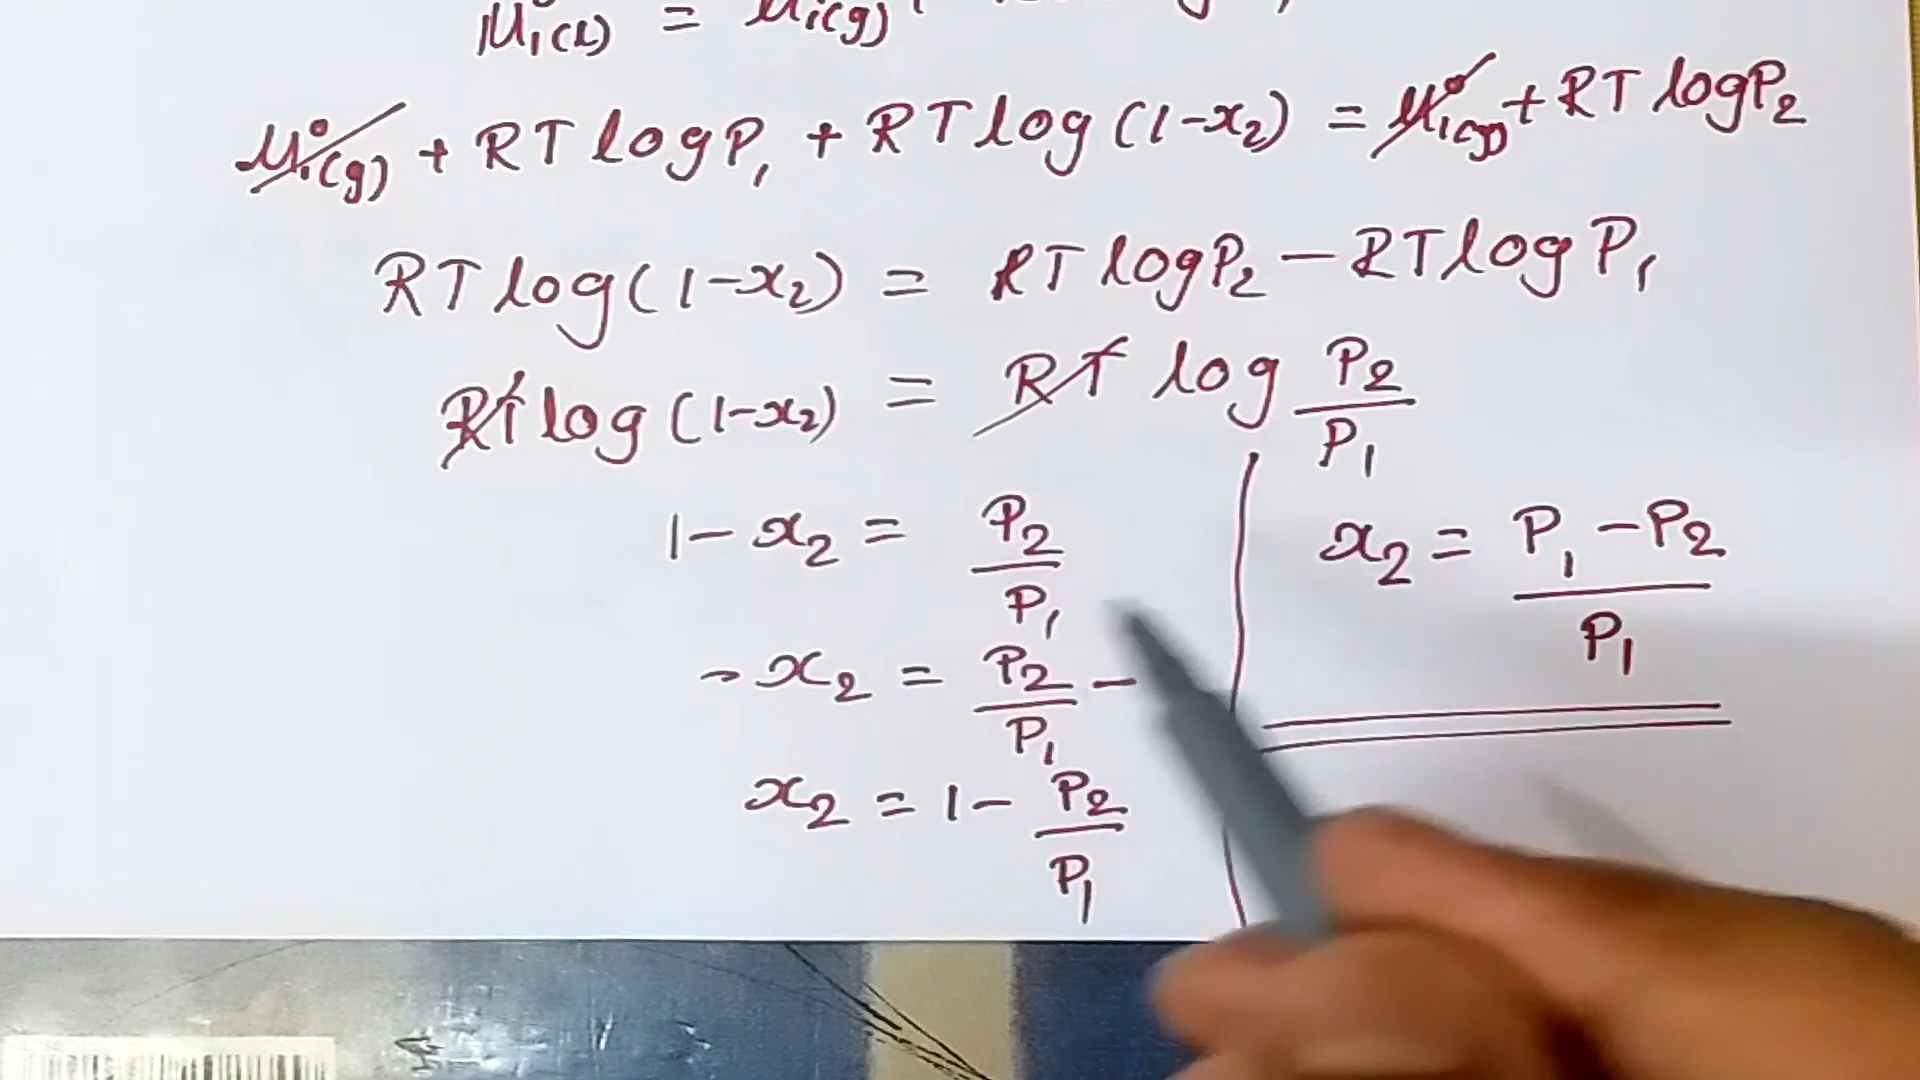 μ°₁(l) = μ°₁(g)
μ°₁(g) + RT log P₁ + RT log (1-x₂) = μ°₁(g) + RT log P₂
RT log (1-x₂) = RT log P₂ - RT log P₁
RT log (1-x₂) = RT log P₂/P₁
1 - x₂ = P₂/P₁
- x₂ = P₂/P₁ -
x₂ = 1 - P₂/P₁
x₂ = P₁ - P₂ / P₁